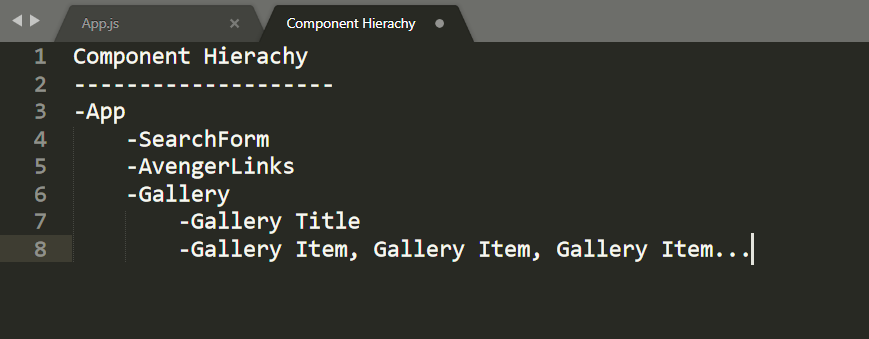 App.js
Component Hierachy
1 Component Hierachy
2 --------------------
3 -App
4 -SearchForm
5 -AvengerLinks
6 -Gallery
7 -Gallery Title
8 -Gallery Item, Gallery Item, Gallery Item...